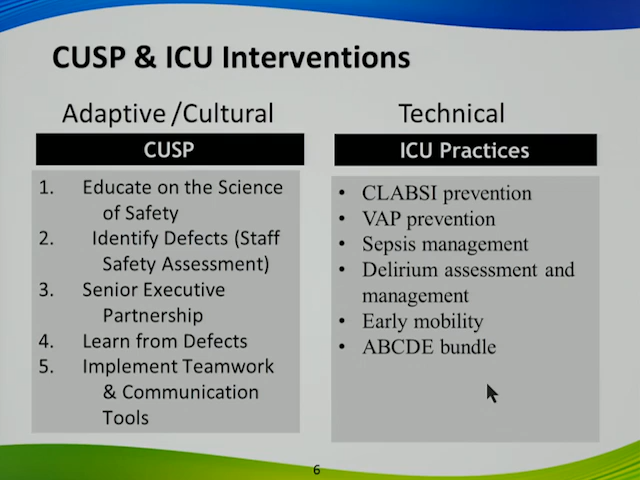 CUSP & ICU Interventions
Adaptive /Cultural
CUSP
1. Educate on the Science
of Safety
2. Identify Defects (Staff
Safety Assessment)
3. Senior Executive
Partnership
4. Learn from Defects
5. Implement Teamwork
& Communication
Tools
Technical
ICU Practices
• CLABSI prevention
• VAP prevention
• Sepsis management
• Delirium assessment and
management
• Early mobility
• ABCDE bundle
6